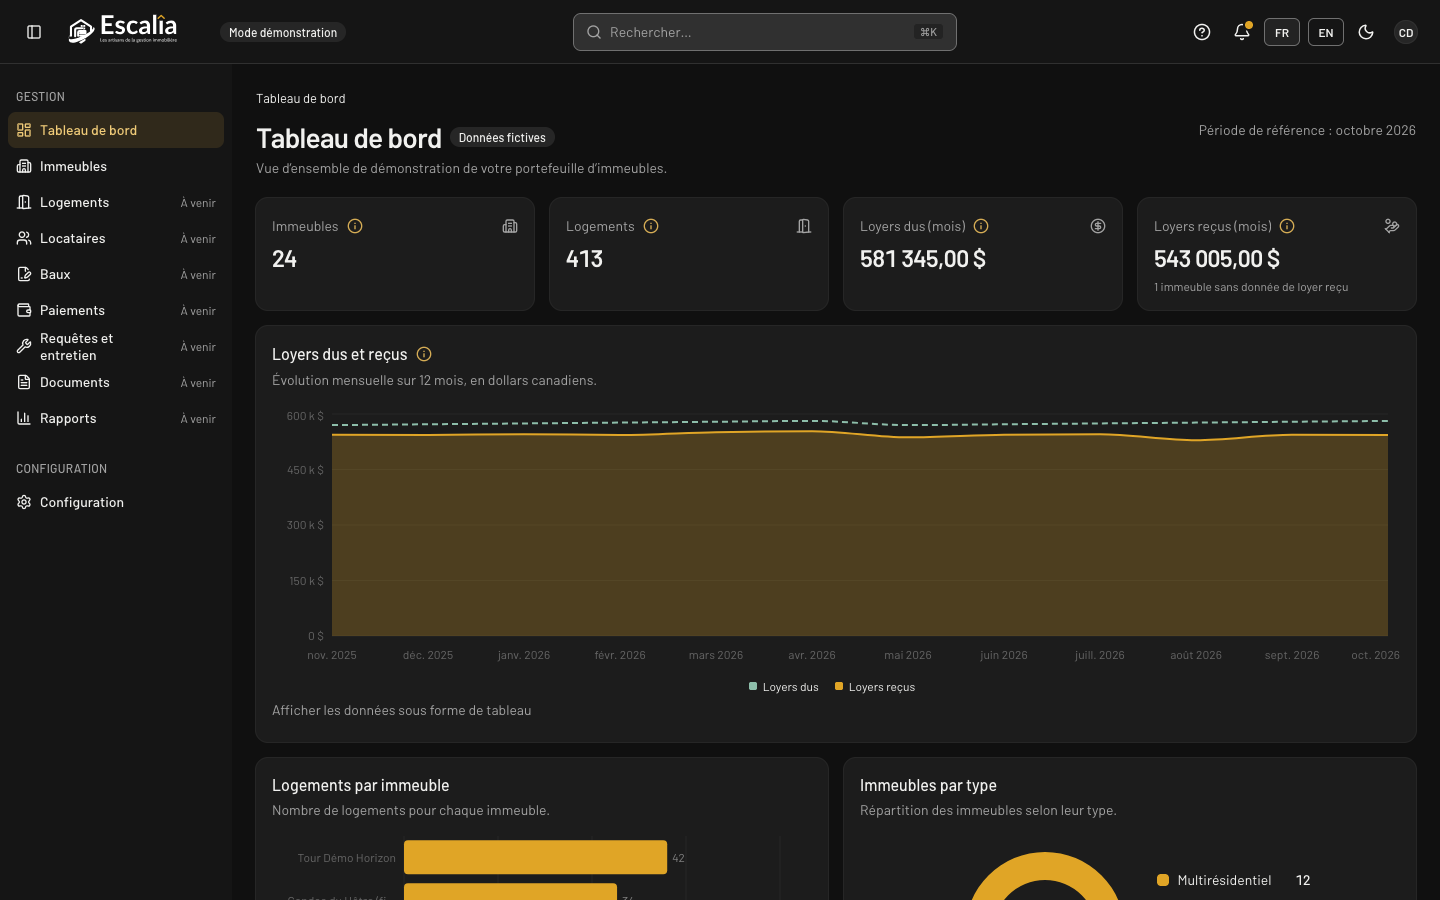 Escalia
Les artisans de la gestion immobilière
Mode démonstration
Rechercher...
⌘K
FR
EN
CD
GESTION
Tableau de bord
Immeubles
Logements
À venir
Locataires
À venir
Baux
À venir
Paiements
À venir
Requêtes et
entretien
À venir
Documents
À venir
Rapports
À venir
CONFIGURATION
Configuration
Tableau de bord
Tableau de bord
Données fictives
Période de référence : octobre 2026
Vue d'ensemble de démonstration de votre portefeuille d'immeubles.
Immeubles
24
Logements
413
Loyers dus (mois)
581 345,00 $
Loyers reçus (mois)
543 005,00 $
1 immeuble sans donnée de loyer reçu
Loyers dus et reçus
Évolution mensuelle sur 12 mois, en dollars canadiens.
600 k $
450 k $
300 k $
150 k $
0 $
nov. 2025
déc. 2025
janv. 2026
févr. 2026
mars 2026
avr. 2026
mai 2026
juin 2026
juill. 2026
août 2026
sept. 2026
oct. 2026
Loyers dus
Loyers reçus
Afficher les données sous forme de tableau
Logements par immeuble
Nombre de logements pour chaque immeuble.
Tour Démo Horizon
42
Immeubles par type
Répartition des immeubles selon leur type.
Multirésidentiel
12